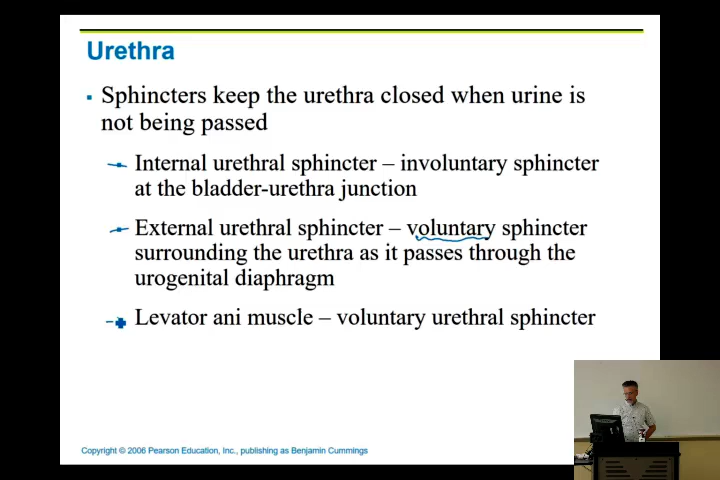 Urethra
Sphincters keep the urethra closed when urine is
not being passed
Internal urethral sphincter – involuntary sphincter
at the bladder-urethra junction
External urethral sphincter – voluntary sphincter
surrounding the urethra as it passes through the
urogenital diaphragm
Levator ani muscle – voluntary urethral sphincter
Copyright © 2006 Pearson Education, Inc., publishing as Benjamin Cummings